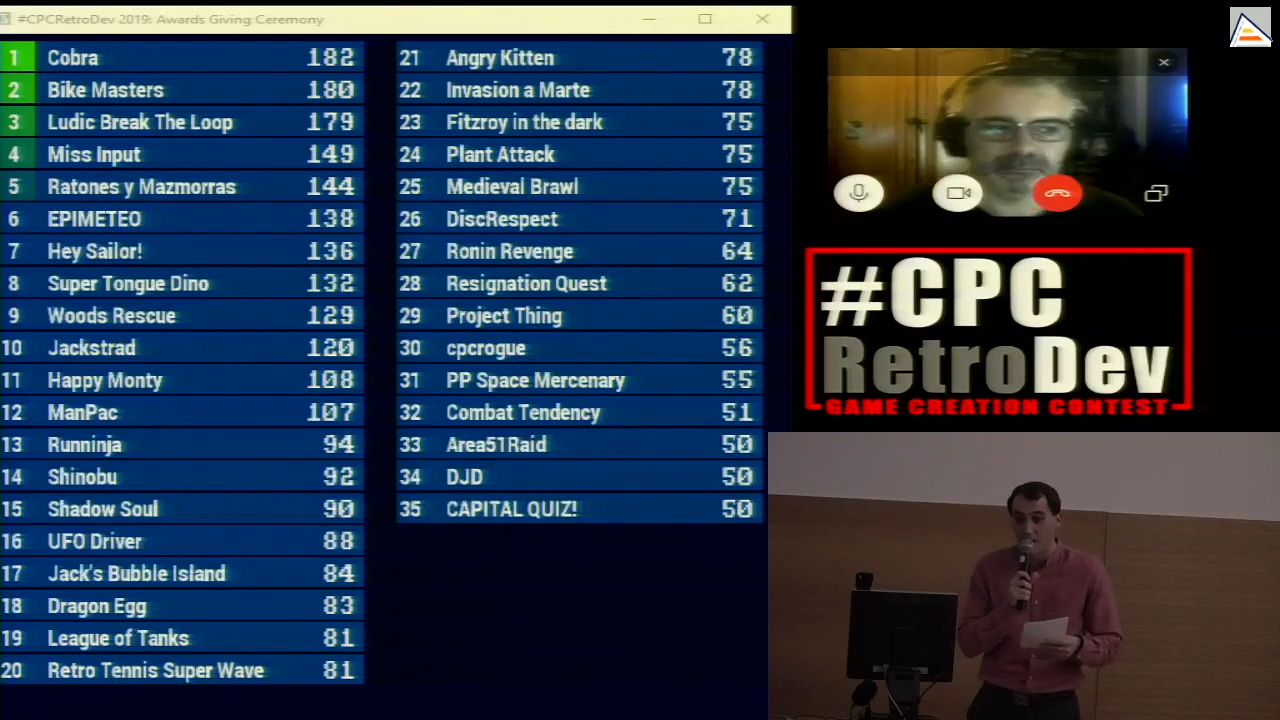 #CPCRetroDev 2019: Awards Giving Ceremony
1 Cobra 182
2 Bike Masters 180
3 Ludic Break The Loop 179
4 Miss Input 149
5 Ratones y Mazmorras 144
6 EPIMETEO 138
7 Hey Sailor! 136
8 Super Tongue Dino 132
9 Woods Rescue 129
10 Jackstrad 120
11 Happy Monty 108
12 ManPac 107
13 Runninja 94
14 Shinobu 92
15 Shadow Soul 90
16 UFO Driver 88
17 Jack's Bubble Island 84
18 Dragon Egg 83
19 League of Tanks 81
20 Retro Tennis Super Wave 81
21 Angry Kitten 78
22 Invasion a Marte 78
23 Fitzroy in the dark 75
24 Plant Attack 75
25 Medieval Brawl 75
26 DiscRespect 71
27 Ronin Revenge 64
28 Resignation Quest 62
29 Project Thing 60
30 cpcrogue 56
31 PP Space Mercenary 55
32 Combat Tendency 51
33 Area51Raid 50
34 DJD 50
35 CAPITAL QUIZ! 50
#CPC
RetroDev
GAME CREATION CONTEST